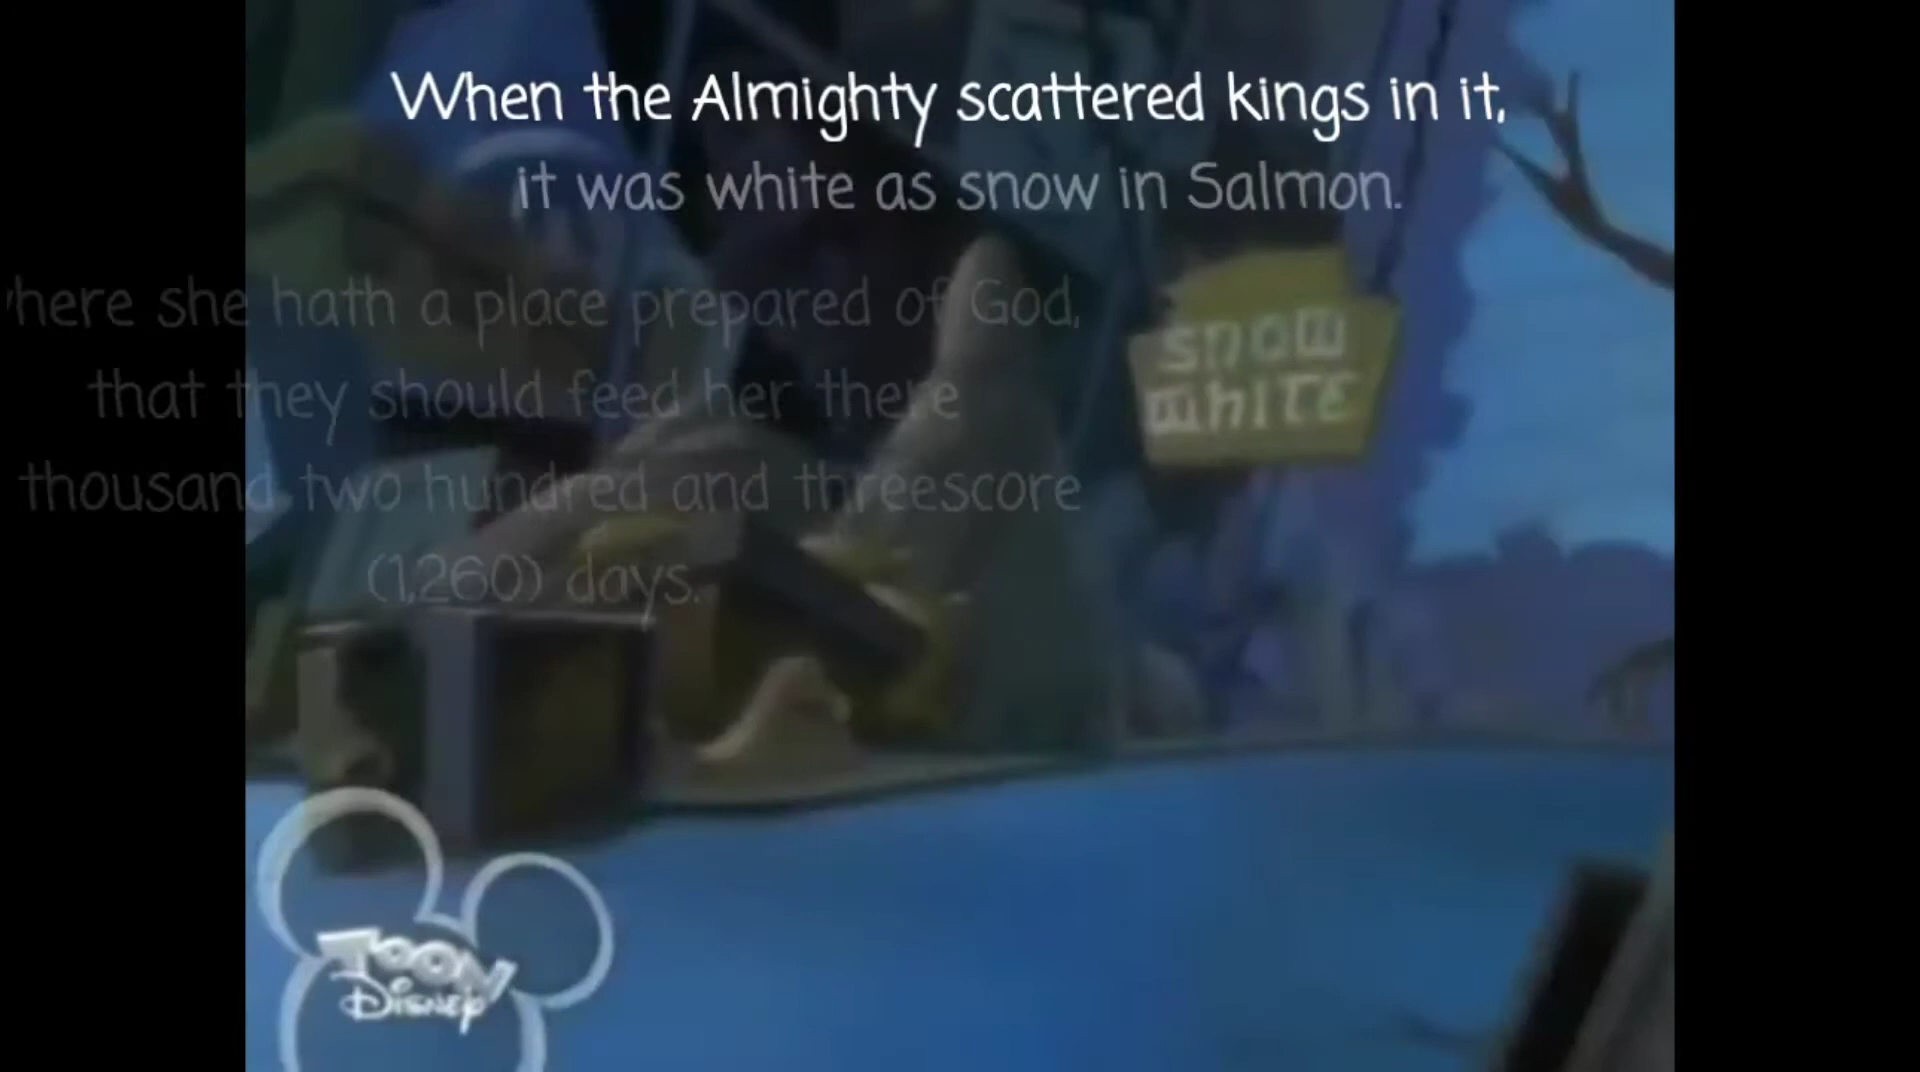 When the Almighty scattered kings in it,
it was white as snow in Salmon.
where she hath a place prepared of God,
that they should feed her there
thousand two hundred and threescore
(1,260) days.
snow
white
Toon
Disney